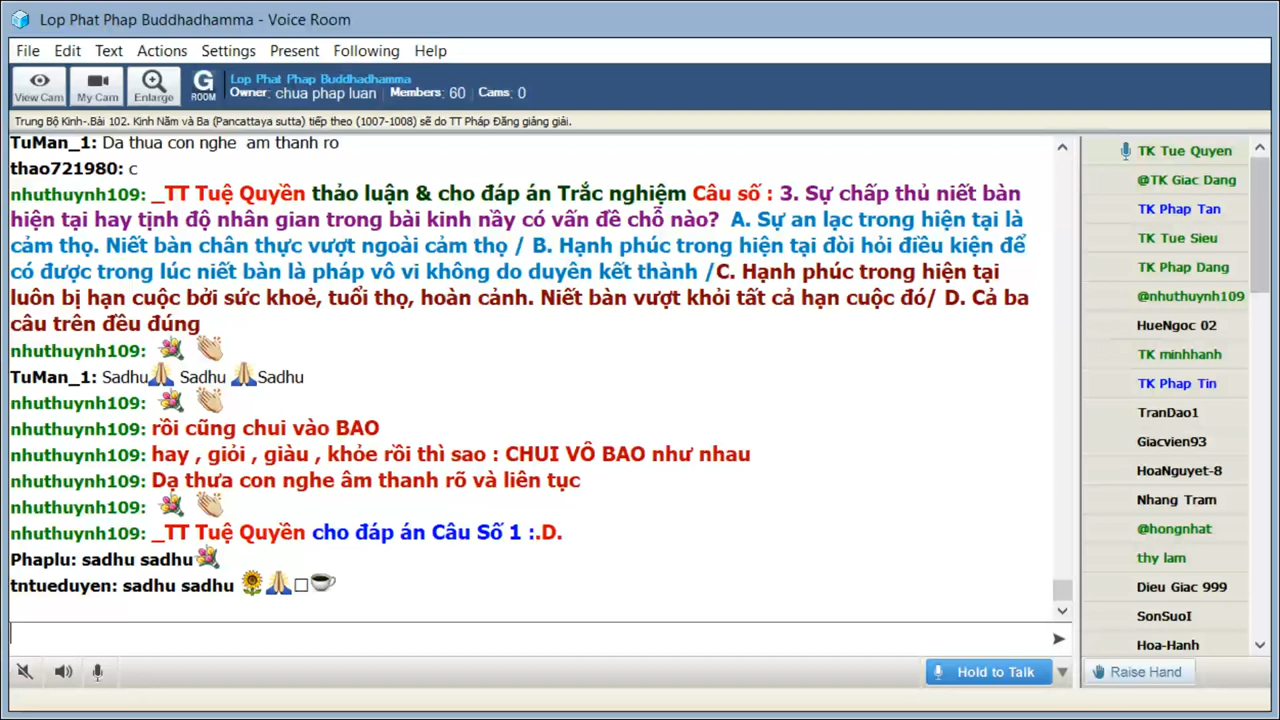 Lop Phat Phap Buddhadhamma - Voice Room
File Edit Text Actions Settings Present Following Help
View Cam My Cam Enlarge G ROOM
Lop Phat Phap Buddhadhamma
Owner: chua phap luan Members: 60 Cams: 0
Trung Bộ Kinh-.Bài 102. Kinh Năm và Ba (Pancattaya sutta) tiếp theo (1007-1008) sẽ do TT Pháp Đăng giảng giải.
TuMan_1: Da thua con nghe am thanh ro
thao721980: c
nhuthuynh109: _TT Tuệ Quyền thảo luận & cho đáp án Trắc nghiệm Câu số : 3. Sự chấp thủ niết bàn
hiện tại hay tịnh độ nhân gian trong bài kinh nầy có vấn đề chỗ nào? A. Sự an lạc trong hiện tại là
cảm thọ. Niết bàn chân thực vượt ngoài cảm thọ / B. Hạnh phúc trong hiện tại đòi hỏi điều kiện để
có được trong lúc niết bàn là pháp vô vi không do duyên kết thành /C. Hạnh phúc trong hiện tại
luôn bị hạn cuộc bởi sức khoẻ, tuổi thọ, hoàn cảnh. Niết bàn vượt khỏi tất cả hạn cuộc đó/ D. Cả ba
câu trên đều đúng
nhuthuynh109:
TuMan_1: Sadhu Sadhu Sadhu
nhuthuynh109:
nhuthuynh109: rồi cũng chui vào BAO
nhuthuynh109: hay , giỏi , giàu , khỏe rồi thì sao : CHUI VÔ BAO như nhau
nhuthuynh109: Dạ thưa con nghe âm thanh rõ và liên tục
nhuthuynh109:
nhuthuynh109: _TT Tuệ Quyền cho đáp án Câu Số 1 :.D.
Phaplu: sadhu sadhu
tntueduyen: sadhu sadhu
Hold to Talk
TK Tue Quyen
@TK Giac Dang
TK Phap Tan
TK Tue Sieu
TK Phap Dang
@nhuthuynh109
HueNgoc 02
TK minhhanh
TK Phap Tin
TranDao1
Giacvien93
HoaNguyet-8
Nhang Tram
@hongnhat
thy lam
Dieu Giac 999
SonSuoI
Hoa-Hanh
Raise Hand